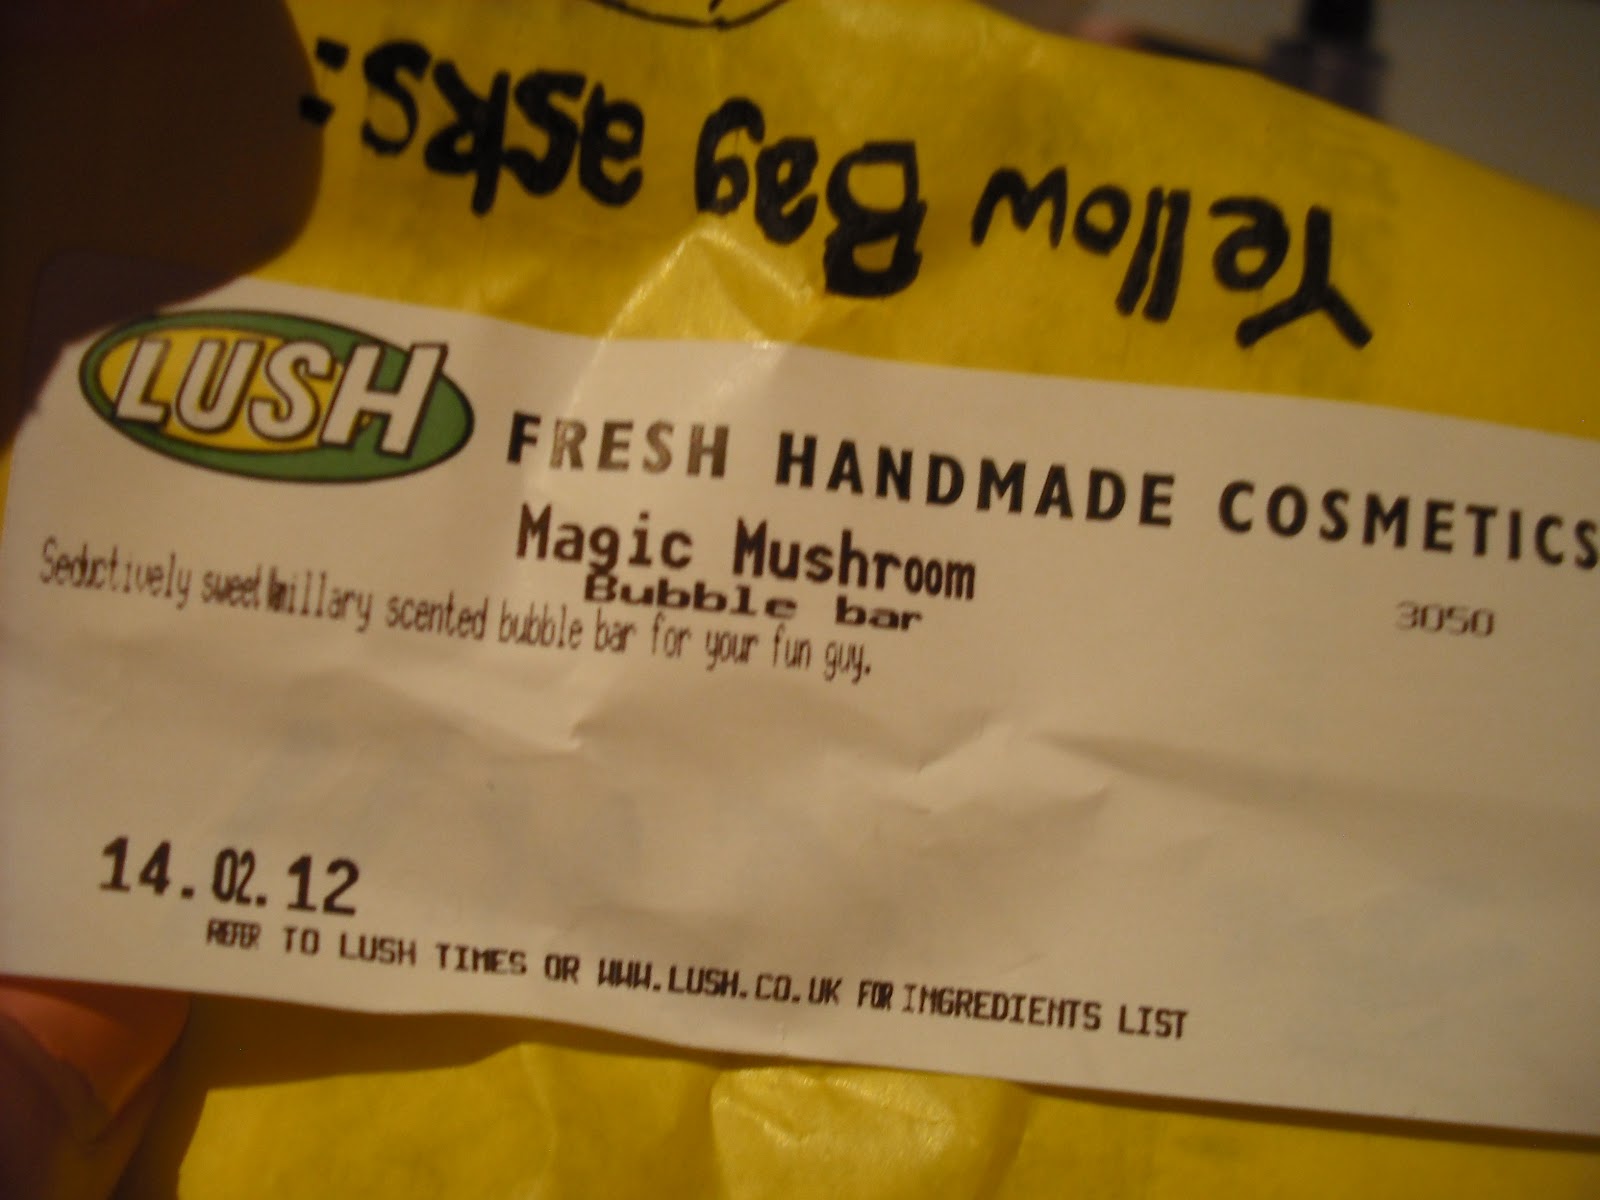 Yellow Bag asks:
LUSH FRESH HANDMADE COSMETICS
Magic Mushroom
Bubble bar 3050
Seductively sweet scented bubble bar for your fun guy.
14.02.12
REFER TO LUSH TIMES OR WWW.LUSH.CO.UK FOR INGREDIENTS LIST